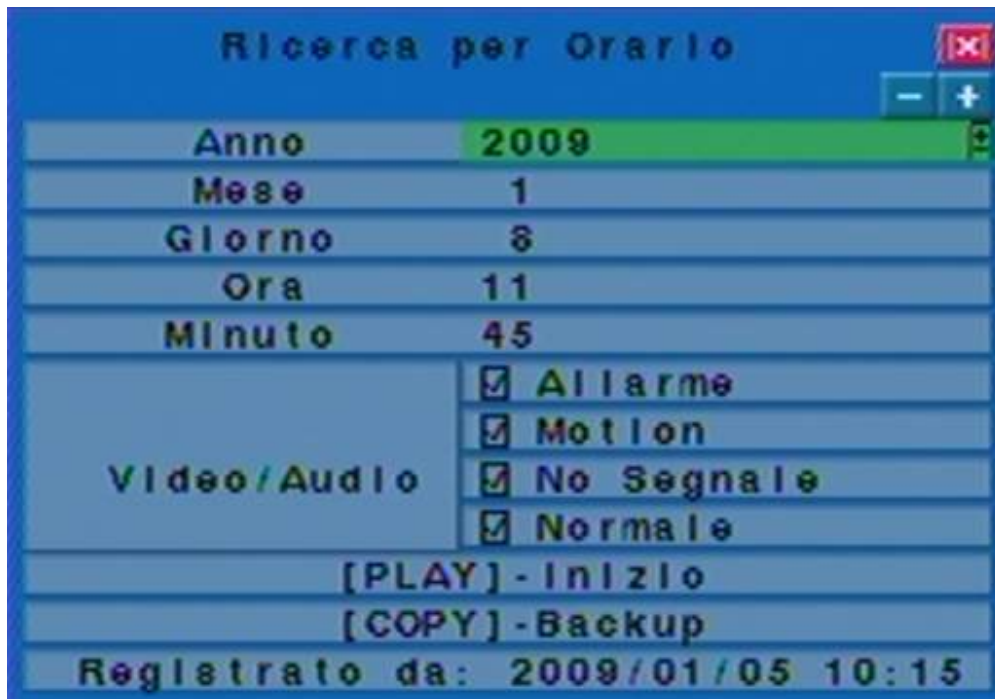 Ricerca per Orario
Anno 2009
Mese 1
Giorno 8
Ora 11
Minuto 45
Video/Audio
Allarme
Motion
No Segnale
Normale
[PLAY]-Inizio
[COPY]-Backup
Registrato da: 2009/01/05 10:15